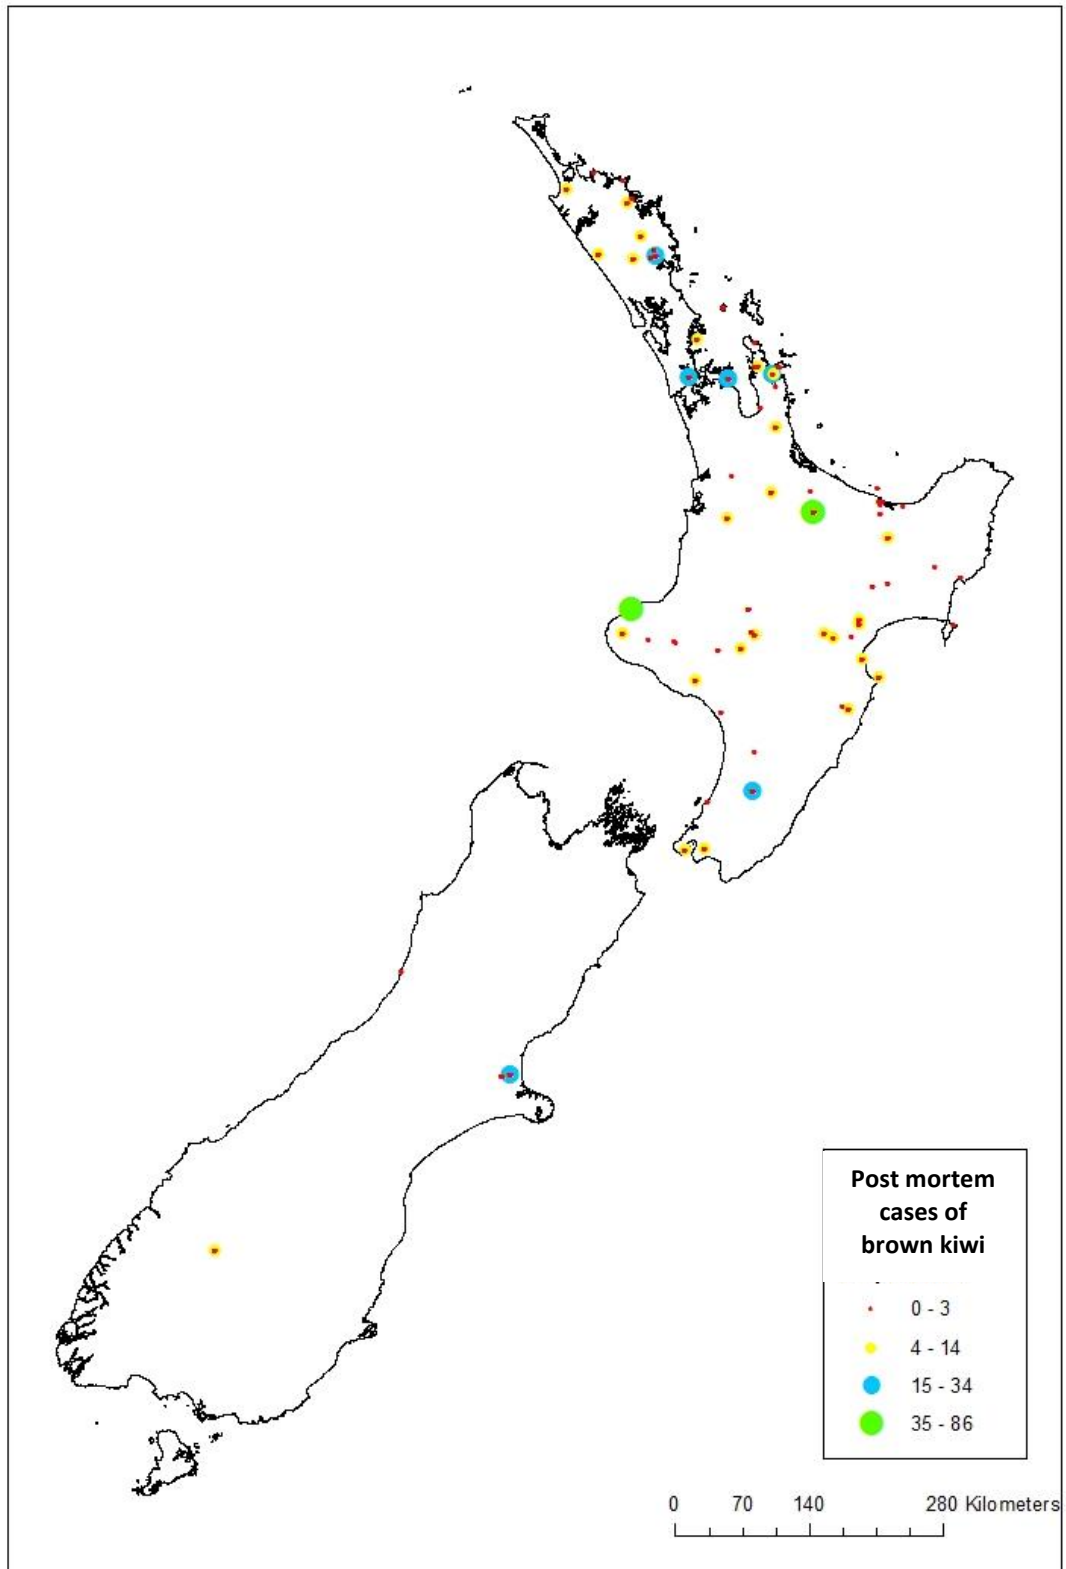 Post mortem
cases of
brown kiwi
0 - 3
4 - 14
15 - 34
35 - 86
0 70 140 280 Kilometers